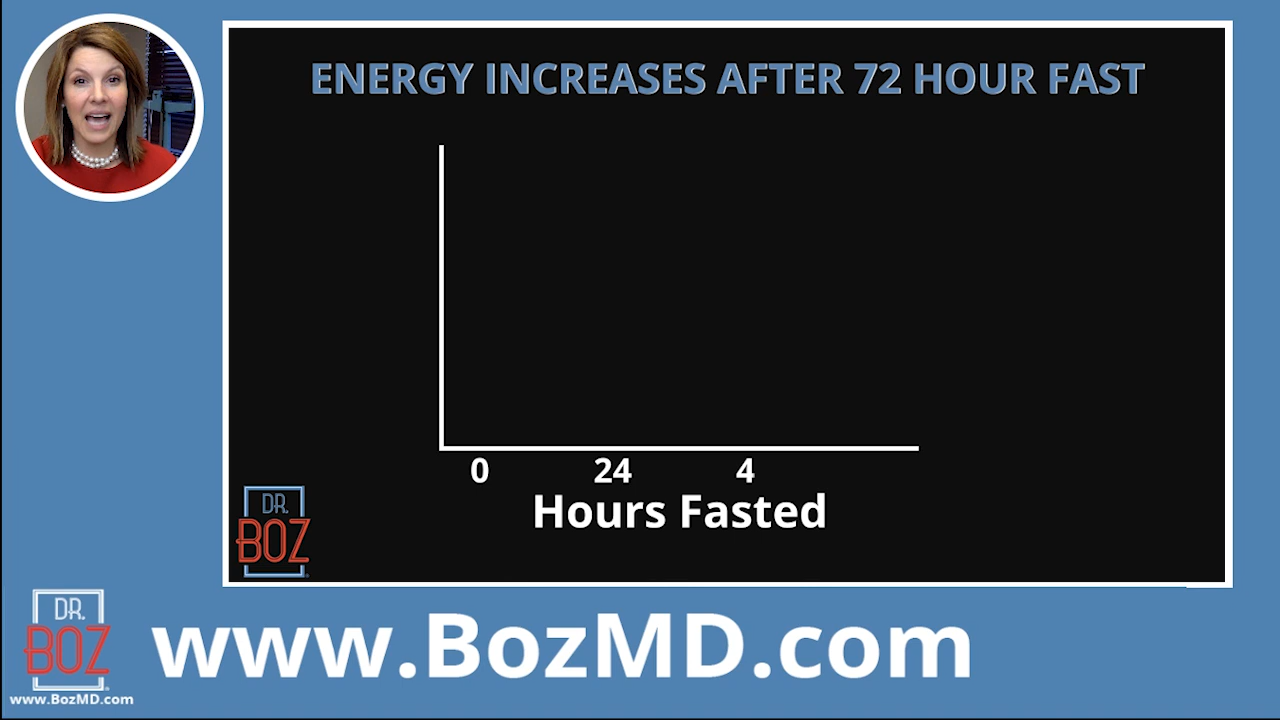 ENERGY INCREASES AFTER 72 HOUR FAST
0 24 4
Hours Fasted
DR.
BOZ
DR.
BOZ
www.BozMD.com
www.BozMD.com